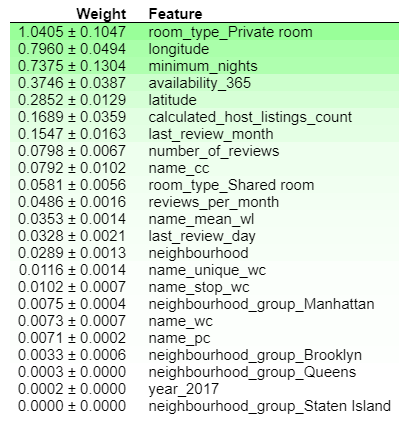 Weight Feature
1.0405 ± 0.1047 room_type_Private room
0.7960 ± 0.0494 longitude
0.7375 ± 0.1304 minimum_nights
0.3746 ± 0.0387 availability_365
0.2852 ± 0.0129 latitude
0.1689 ± 0.0359 calculated_host_listings_count
0.1547 ± 0.0163 last_review_month
0.0798 ± 0.0067 number_of_reviews
0.0792 ± 0.0102 name_cc
0.0581 ± 0.0056 room_type_Shared room
0.0486 ± 0.0016 reviews_per_month
0.0353 ± 0.0014 name_mean_wl
0.0328 ± 0.0021 last_review_day
0.0289 ± 0.0013 neighbourhood
0.0116 ± 0.0014 name_unique_wc
0.0102 ± 0.0007 name_stop_wc
0.0075 ± 0.0004 neighbourhood_group_Manhattan
0.0073 ± 0.0007 name_wc
0.0071 ± 0.0002 name_pc
0.0033 ± 0.0006 neighbourhood_group_Brooklyn
0.0003 ± 0.0000 neighbourhood_group_Queens
0.0002 ± 0.0000 year_2017
0.0000 ± 0.0000 neighbourhood_group_Staten Island